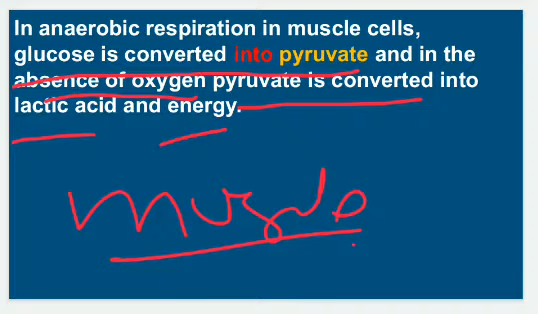 In anaerobic respiration in muscle cells,
glucose is converted into pyruvate and in the
absence of oxygen pyruvate is converted into
lactic acid and energy.
muscle